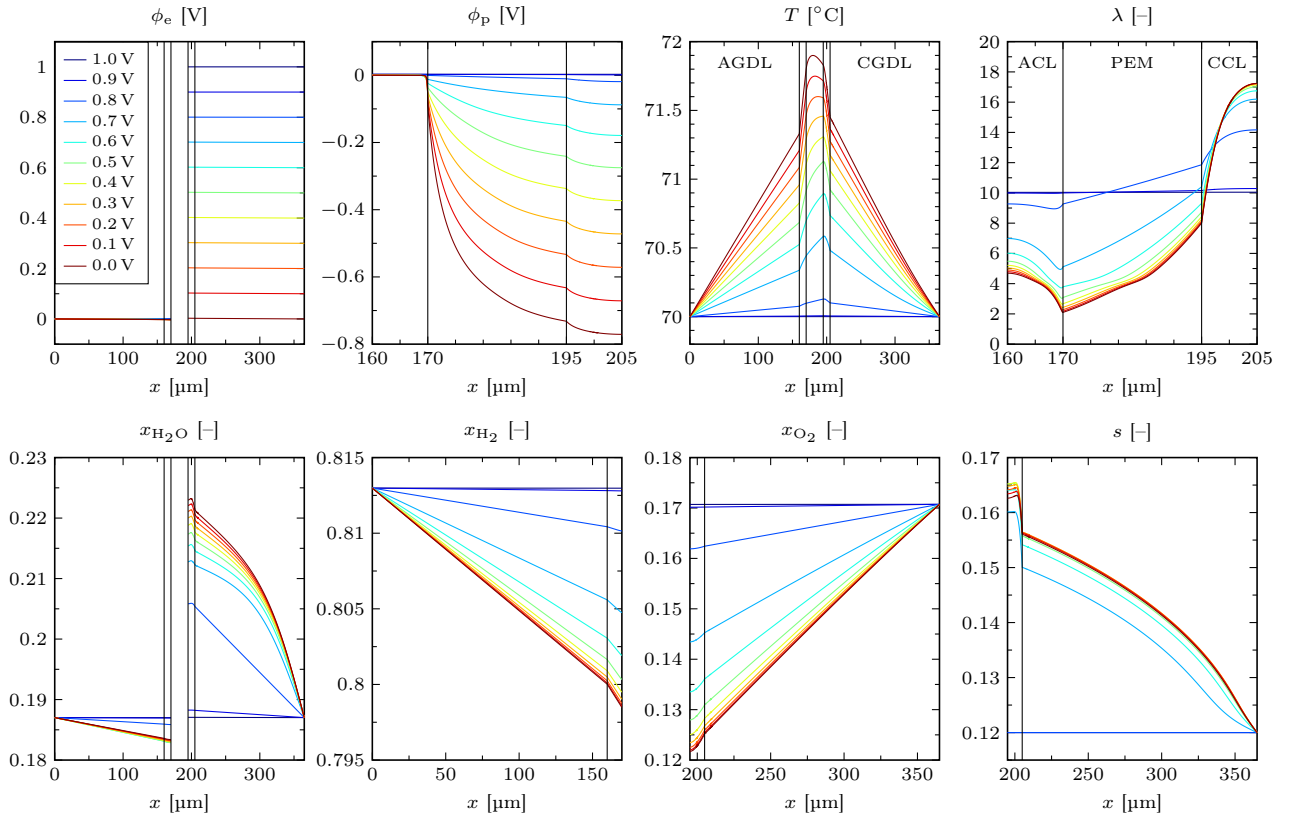 ϕe [V]
1
0.8
0.6
0.4
0.2
0
1.0 V
0.9 V
0.8 V
0.7 V
0.6 V
0.5 V
0.4 V
0.3 V
0.2 V
0.1 V
0.0 V
0 100 200 300
x [µm]
ϕp [V]
0
−0.2
−0.4
−0.6
−0.8
160 170 195 205
x [µm]
T [°C]
72
71.5
71
70.5
70
AGDL CGDL
0 100 200 300
x [µm]
λ [–]
20
18
16
14
12
10
8
6
4
2
0
ACL PEM CCL
160 170 195 205
x [µm]
xH2O [–]
0.23
0.22
0.21
0.2
0.19
0.18
0 100 200 300
x [µm]
xH2 [–]
0.815
0.81
0.805
0.8
0.795
0 50 100 150
x [µm]
xO2 [–]
0.18
0.17
0.16
0.15
0.14
0.13
0.12
200 250 300 350
x [µm]
s [–]
0.17
0.16
0.15
0.14
0.13
0.12
200 250 300 350
x [µm]